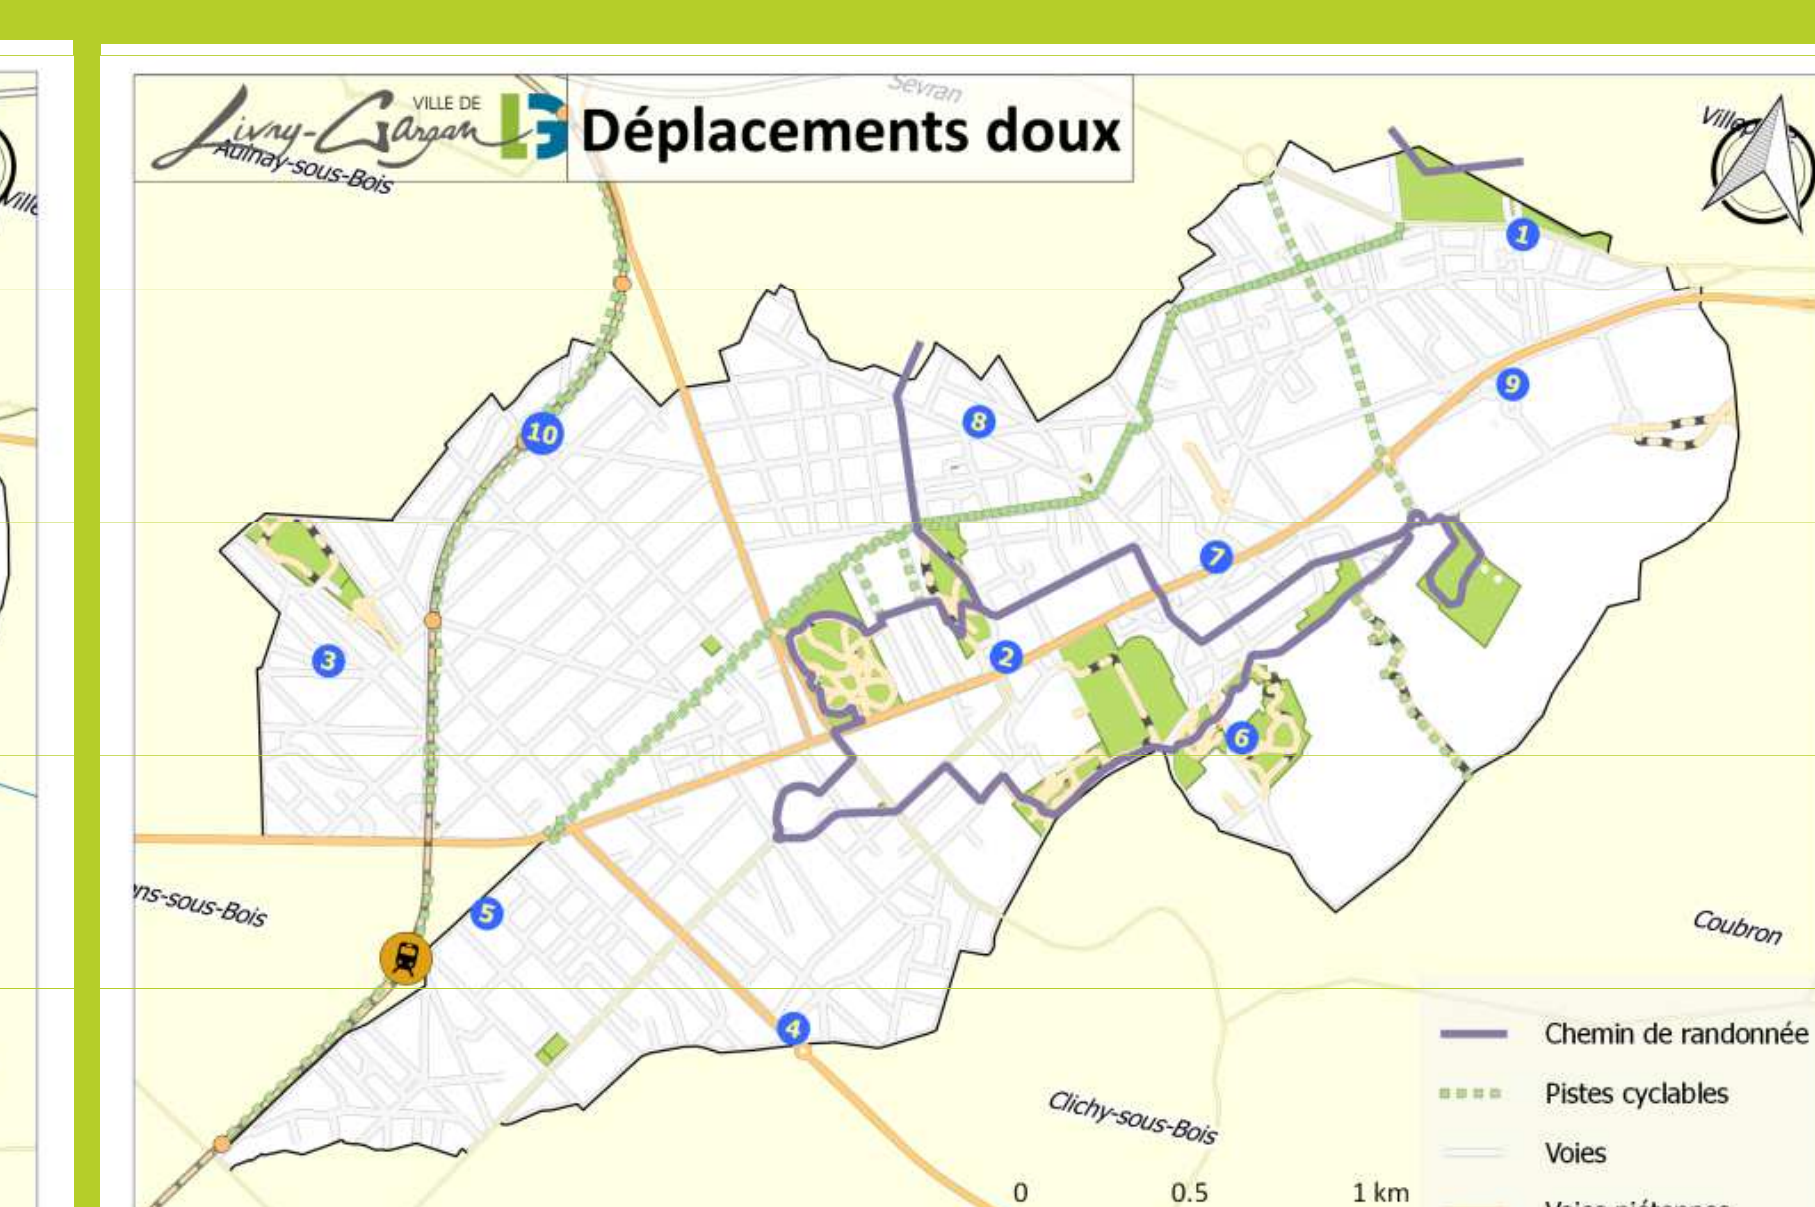 VILLE DE
Livry-Gargan
LG
Déplacements doux
Sevran
Aulnay-sous-Bois
1
9
8
10
7
3
2
6
ns-sous-Bois
5
Coubron
4
Chemin de randonnée
Clichy-sous-Bois
Pistes cyclables
Voies
0 0.5 1 km